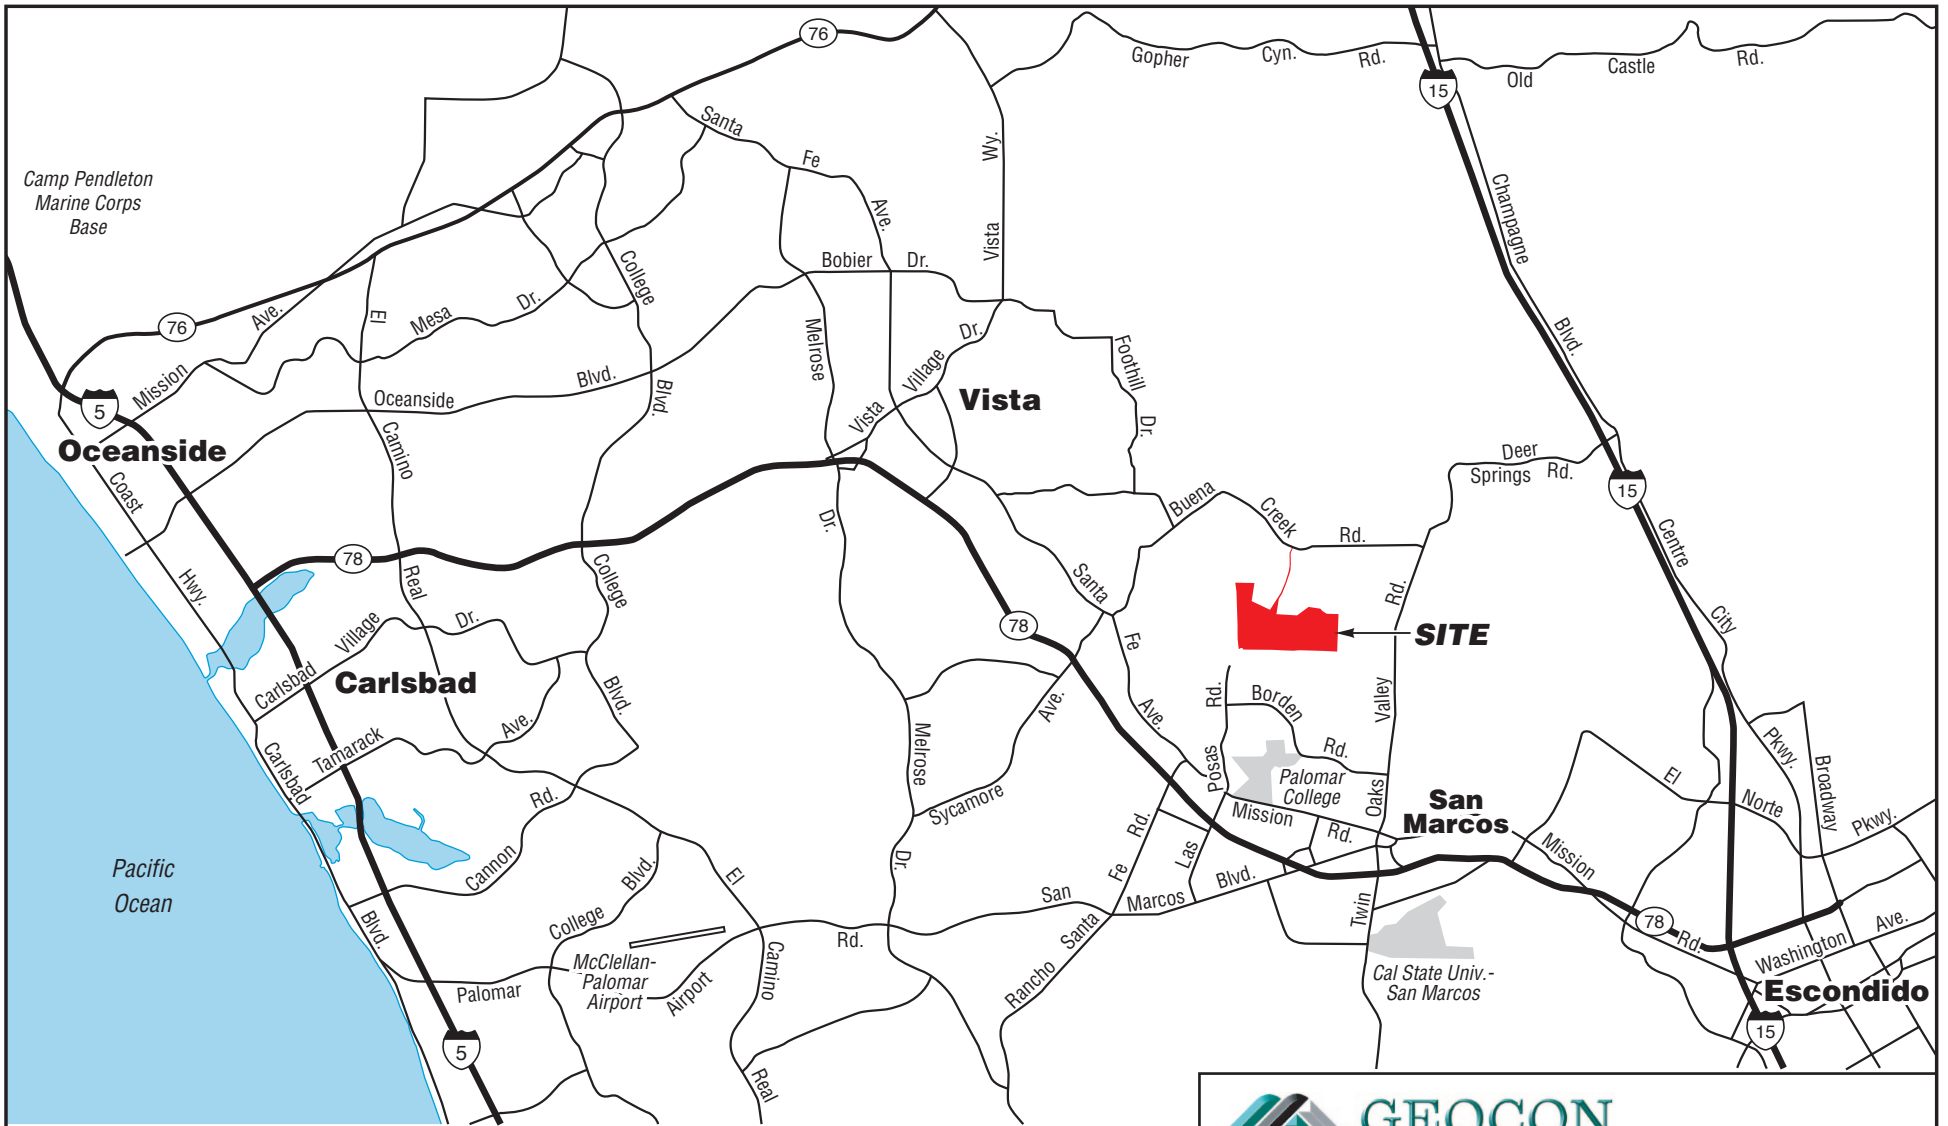 76
Gopher Cyn. Rd.
Old Castle Rd.
15
Santa Fe Ave.
Wy.
Vista
Camp Pendleton
Marine Corps
Base
Champagne Blvd.
College
Bobier Dr.
76
Ave.
El
Mesa Dr.
Melrose
Dr.
Village
Vista
Foothill Dr.
Mission
Oceanside Blvd.
Blvd.
Vista
5
Oceanside
Camino
Coast
Hwy.
Deer
Springs Rd.
15
Buena Creek Rd.
Dr.
Centre
City
Pkwy.
78
Real
College
Santa
Fe
Ave.
Rd.
78
SITE
Carlsbad Village Dr.
Carlsbad
Blvd.
Valley
Rd.
Borden
Rd.
Ave.
Melrose
Carlsbad
Tamarack Ave.
Posas
Palomar
College
Oaks
San
Marcos
El Norte Pkwy.
Broadway
Rd.
Sycamore
Mission
Rd.
Mission
Rd.
Las
Cannon
Dr.
Blvd.
El
Fe
Blvd.
Pacific
Ocean
San
Marcos
Twin
College
Blvd.
Santa
78
Rd.
Washington Ave.
Rd.
Camino
McClellan-
Palomar
Airport
Palomar
Airport
Rancho
Cal State Univ.-
San Marcos
Escondido
15
5
Real
GEOCON